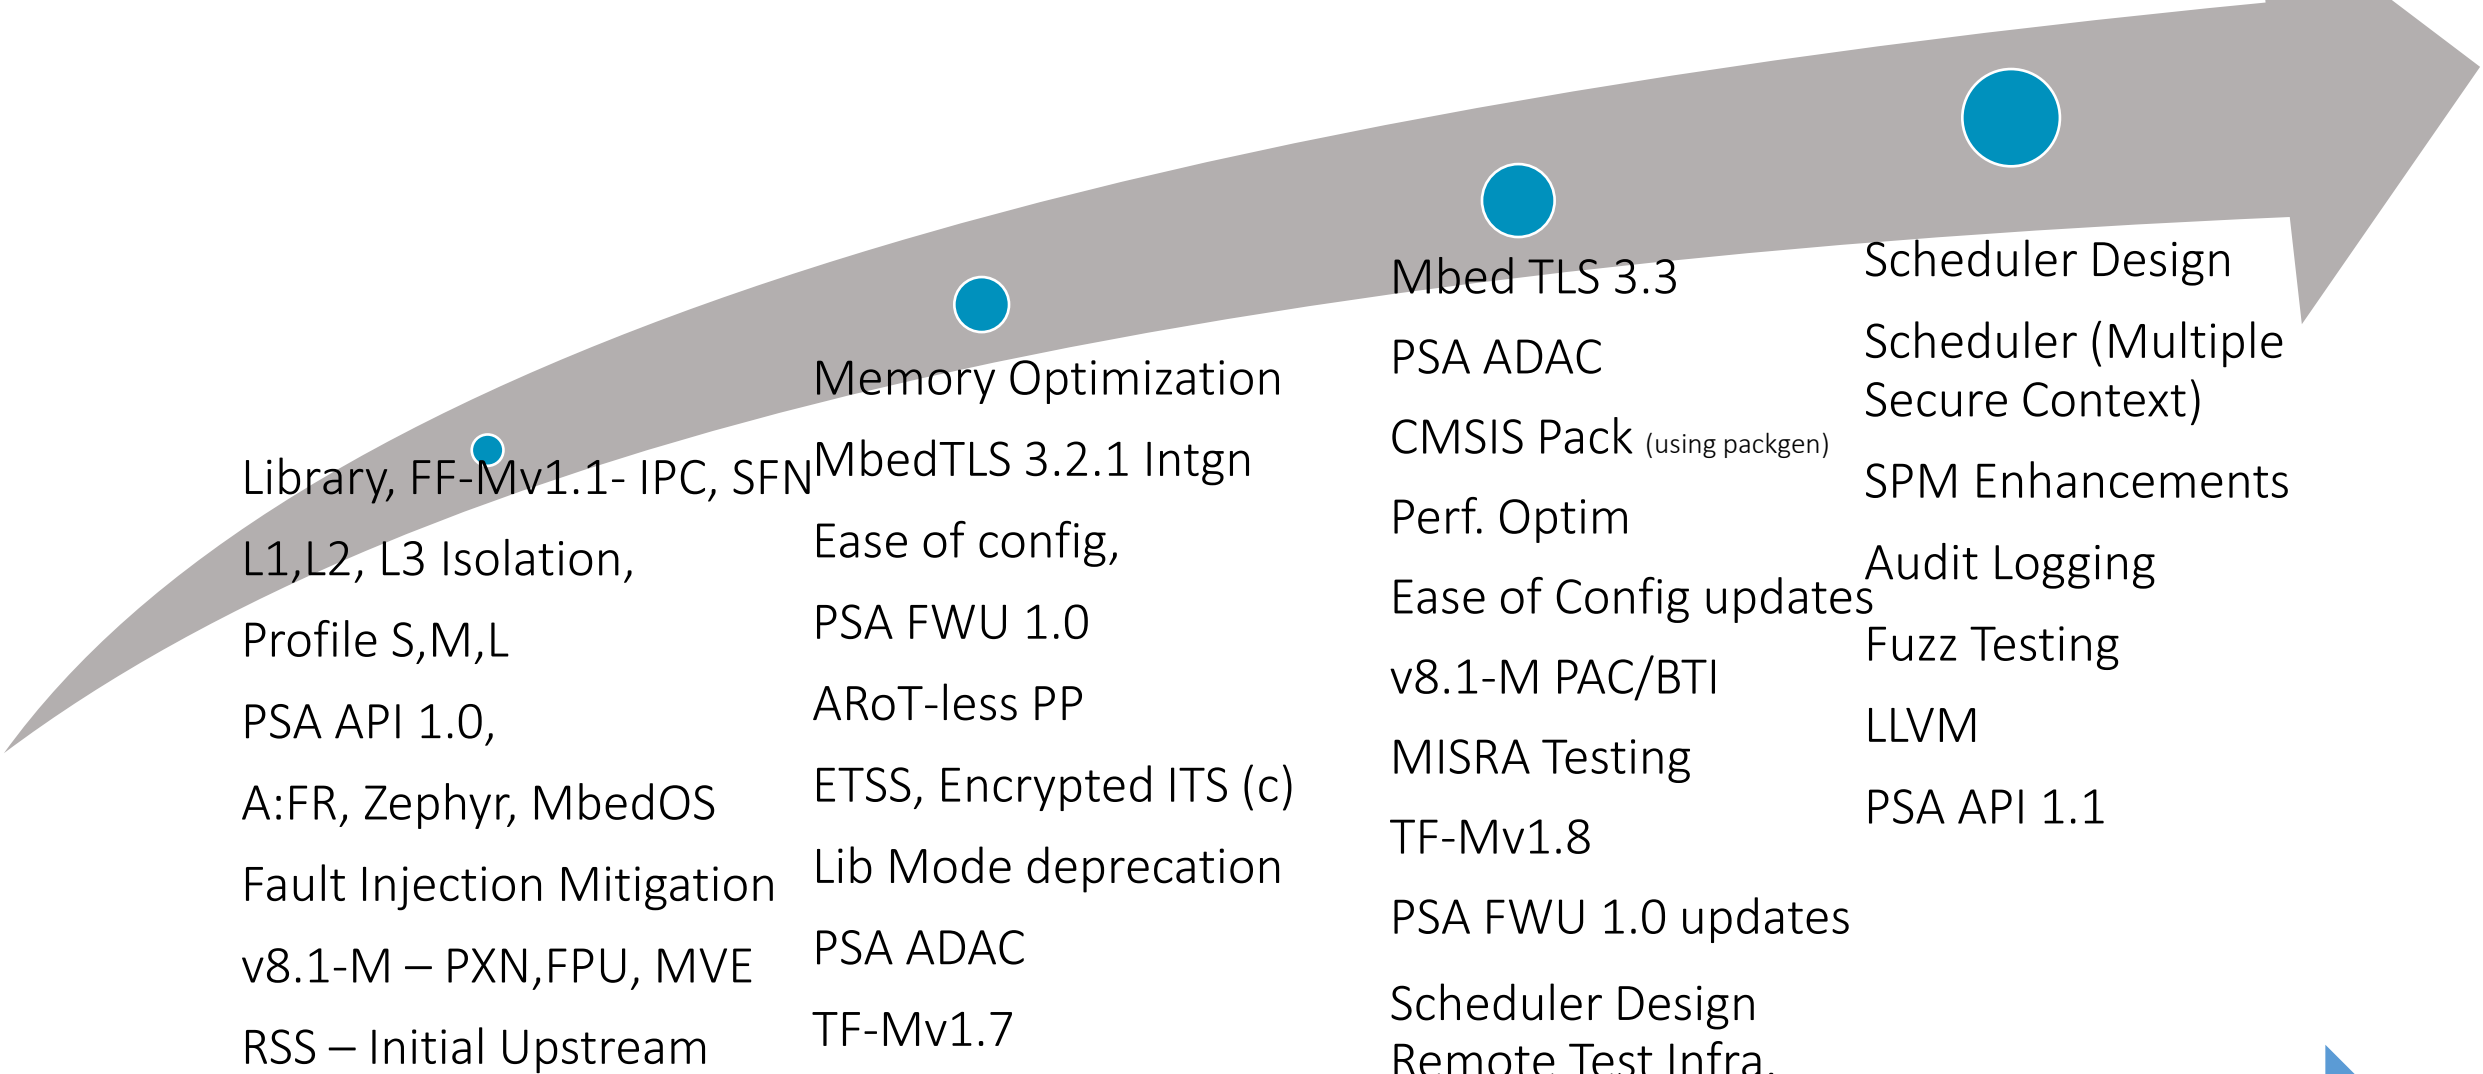 Library, FF-Mv1.1- IPC, SFN
L1,L2, L3 Isolation,
Profile S,M,L
PSA API 1.0,
A:FR, Zephyr, MbedOS
Fault Injection Mitigation
v8.1-M – PXN,FPU, MVE
RSS – Initial Upstream
Memory Optimization
MbedTLS 3.2.1 Intgn
Ease of config,
PSA FWU 1.0
ARoT-less PP
ETSS, Encrypted ITS (c)
Lib Mode deprecation
PSA ADAC
TF-Mv1.7
Mbed TLS 3.3
PSA ADAC
CMSIS Pack (using packgen)
Perf. Optim
Ease of Config updates
v8.1-M PAC/BTI
MISRA Testing
TF-Mv1.8
PSA FWU 1.0 updates
Scheduler Design
Remote Test Infra.
Scheduler Design
Scheduler (Multiple
Secure Context)
SPM Enhancements
Audit Logging
Fuzz Testing
LLVM
PSA API 1.1